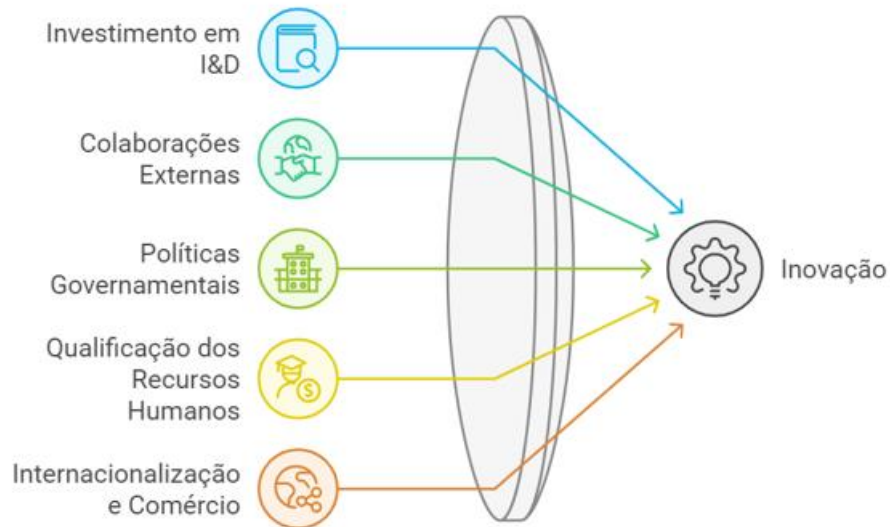 Investimento em
I&D
Colaborações
Externas
Políticas
Governamentais
Qualificação dos
Recursos
Humanos
Internacionalização
e Comércio
Inovação